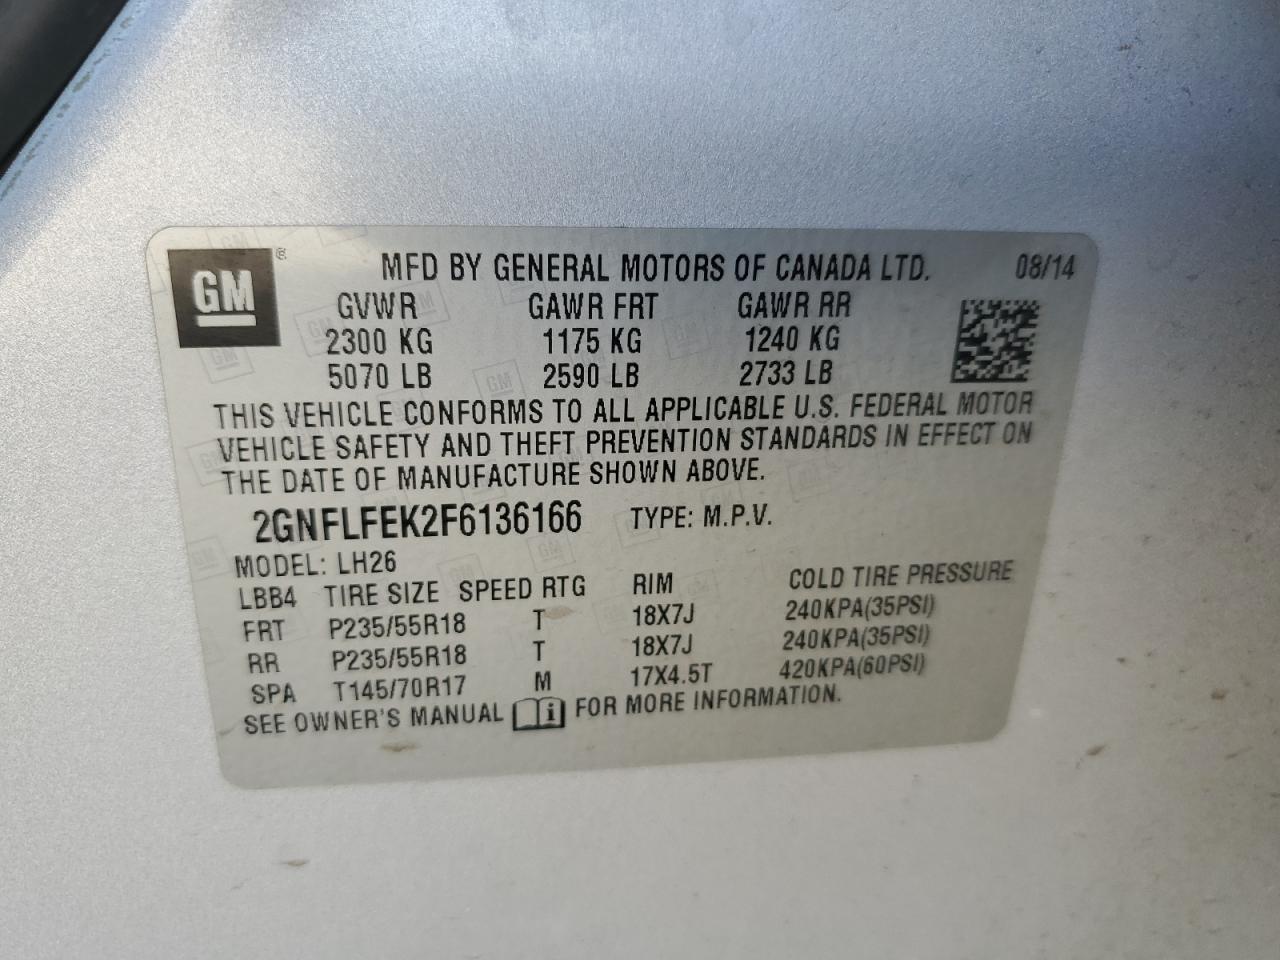 GM ®
MFD BY GENERAL MOTORS OF CANADA LTD. 08/14
GVWR GAWR FRT GAWR RR
2300 KG 1175 KG 1240 KG
5070 LB 2590 LB 2733 LB
THIS VEHICLE CONFORMS TO ALL APPLICABLE U.S. FEDERAL MOTOR
VEHICLE SAFETY AND THEFT PREVENTION STANDARDS IN EFFECT ON
THE DATE OF MANUFACTURE SHOWN ABOVE.
2GNFLFEK2F6136166 TYPE: M.P.V.
MODEL: LH26
LBB4 TIRE SIZE SPEED RTG RIM COLD TIRE PRESSURE
FRT P235/55R18 T 18X7J 240KPA(35PSI)
RR P235/55R18 T 18X7J 240KPA(35PSI)
SPA T145/70R17 M 17X4.5T 420KPA(60PSI)
SEE OWNER'S MANUAL i FOR MORE INFORMATION.